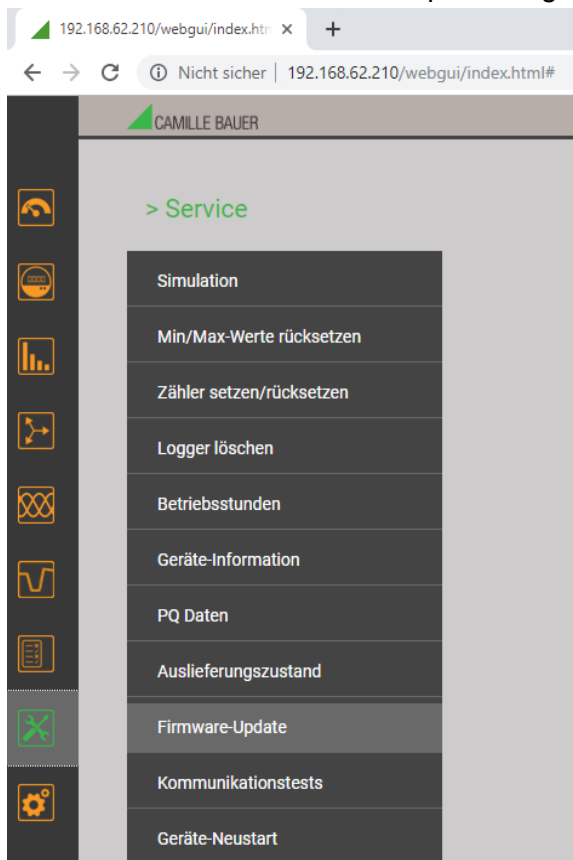 192.168.62.210/webgui/index.htm
Nicht sicher | 192.168.62.210/webgui/index.html#
CAMILLE BAUER
> Service
Simulation
Min/Max-Werte rücksetzen
Zähler setzen/rücksetzen
Logger löschen
Betriebsstunden
Geräte-Information
PQ Daten
Auslieferungszustand
Firmware-Update
Kommunikationstests
Geräte-Neustart